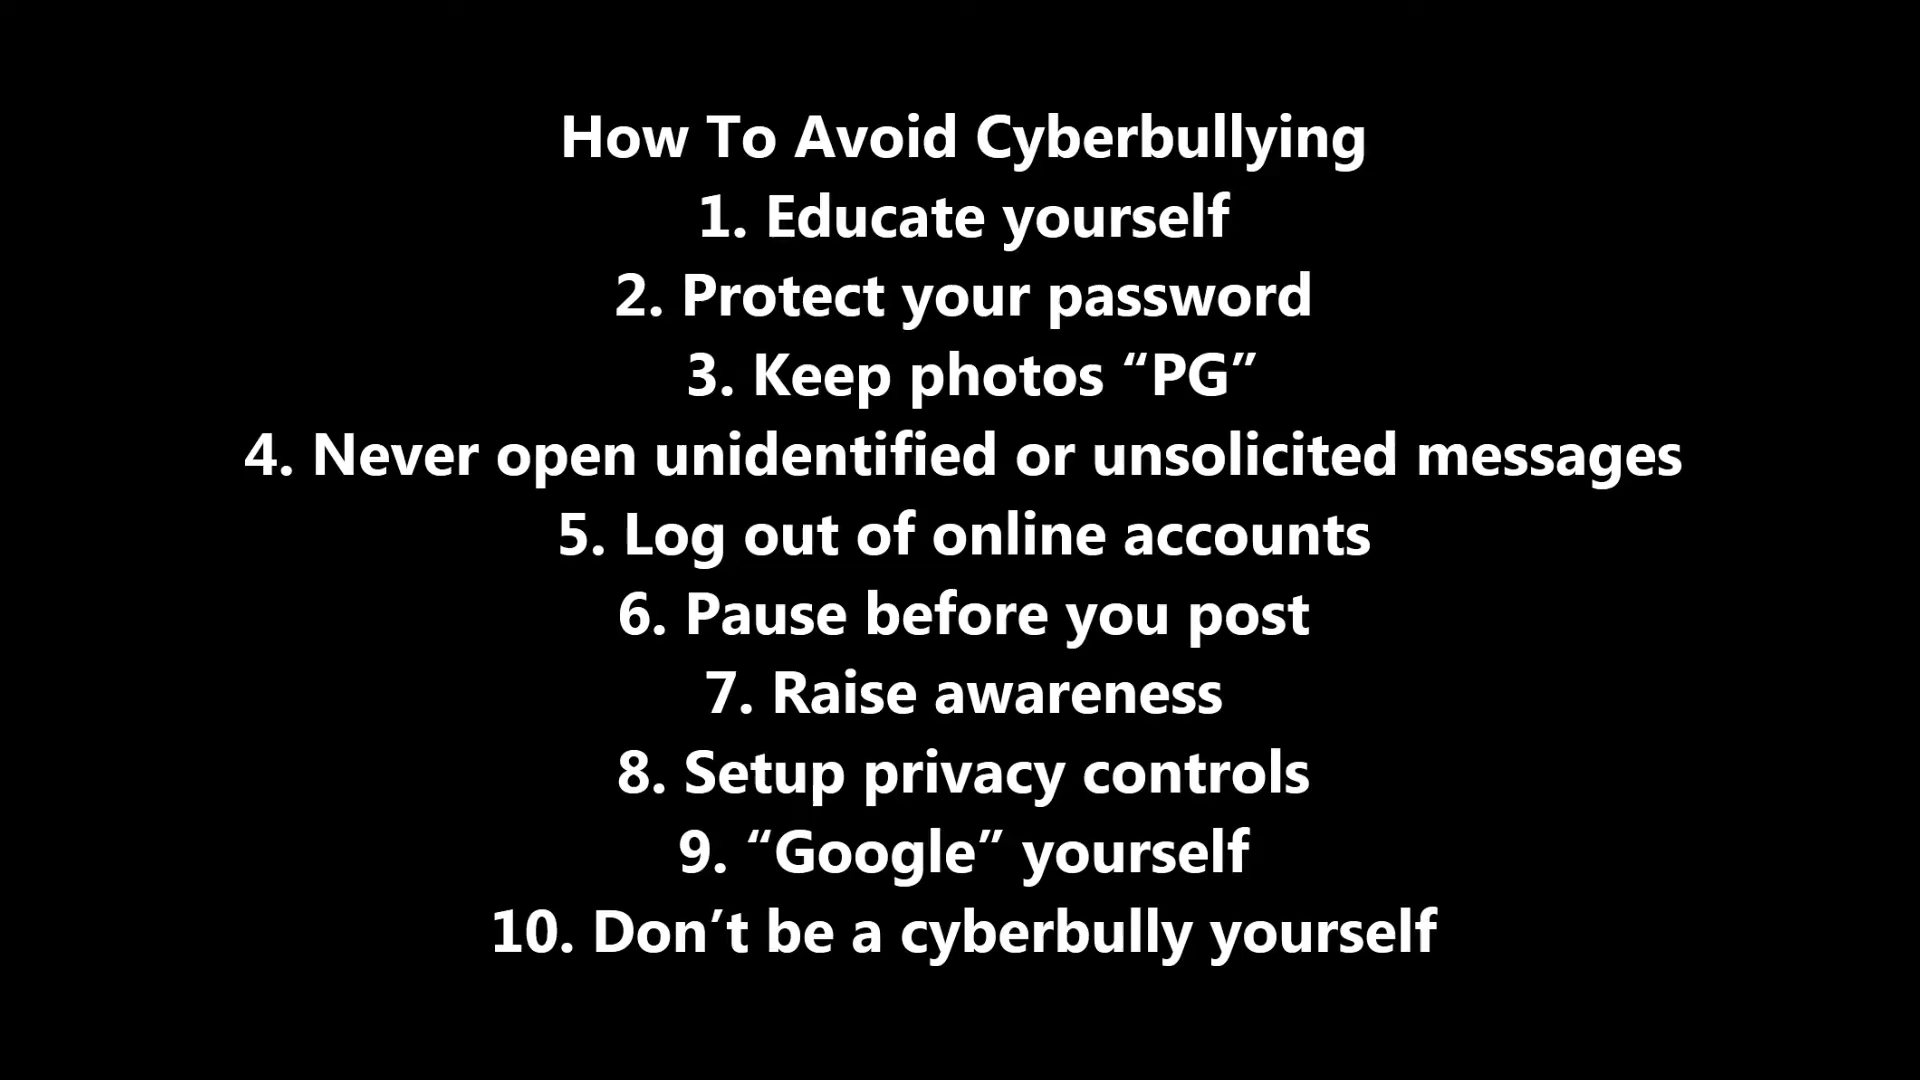 How To Avoid Cyberbullying
1. Educate yourself
2. Protect your password
3. Keep photos “PG”
4. Never open unidentified or unsolicited messages
5. Log out of online accounts
6. Pause before you post
7. Raise awareness
8. Setup privacy controls
9. “Google” yourself
10. Don’t be a cyberbully yourself